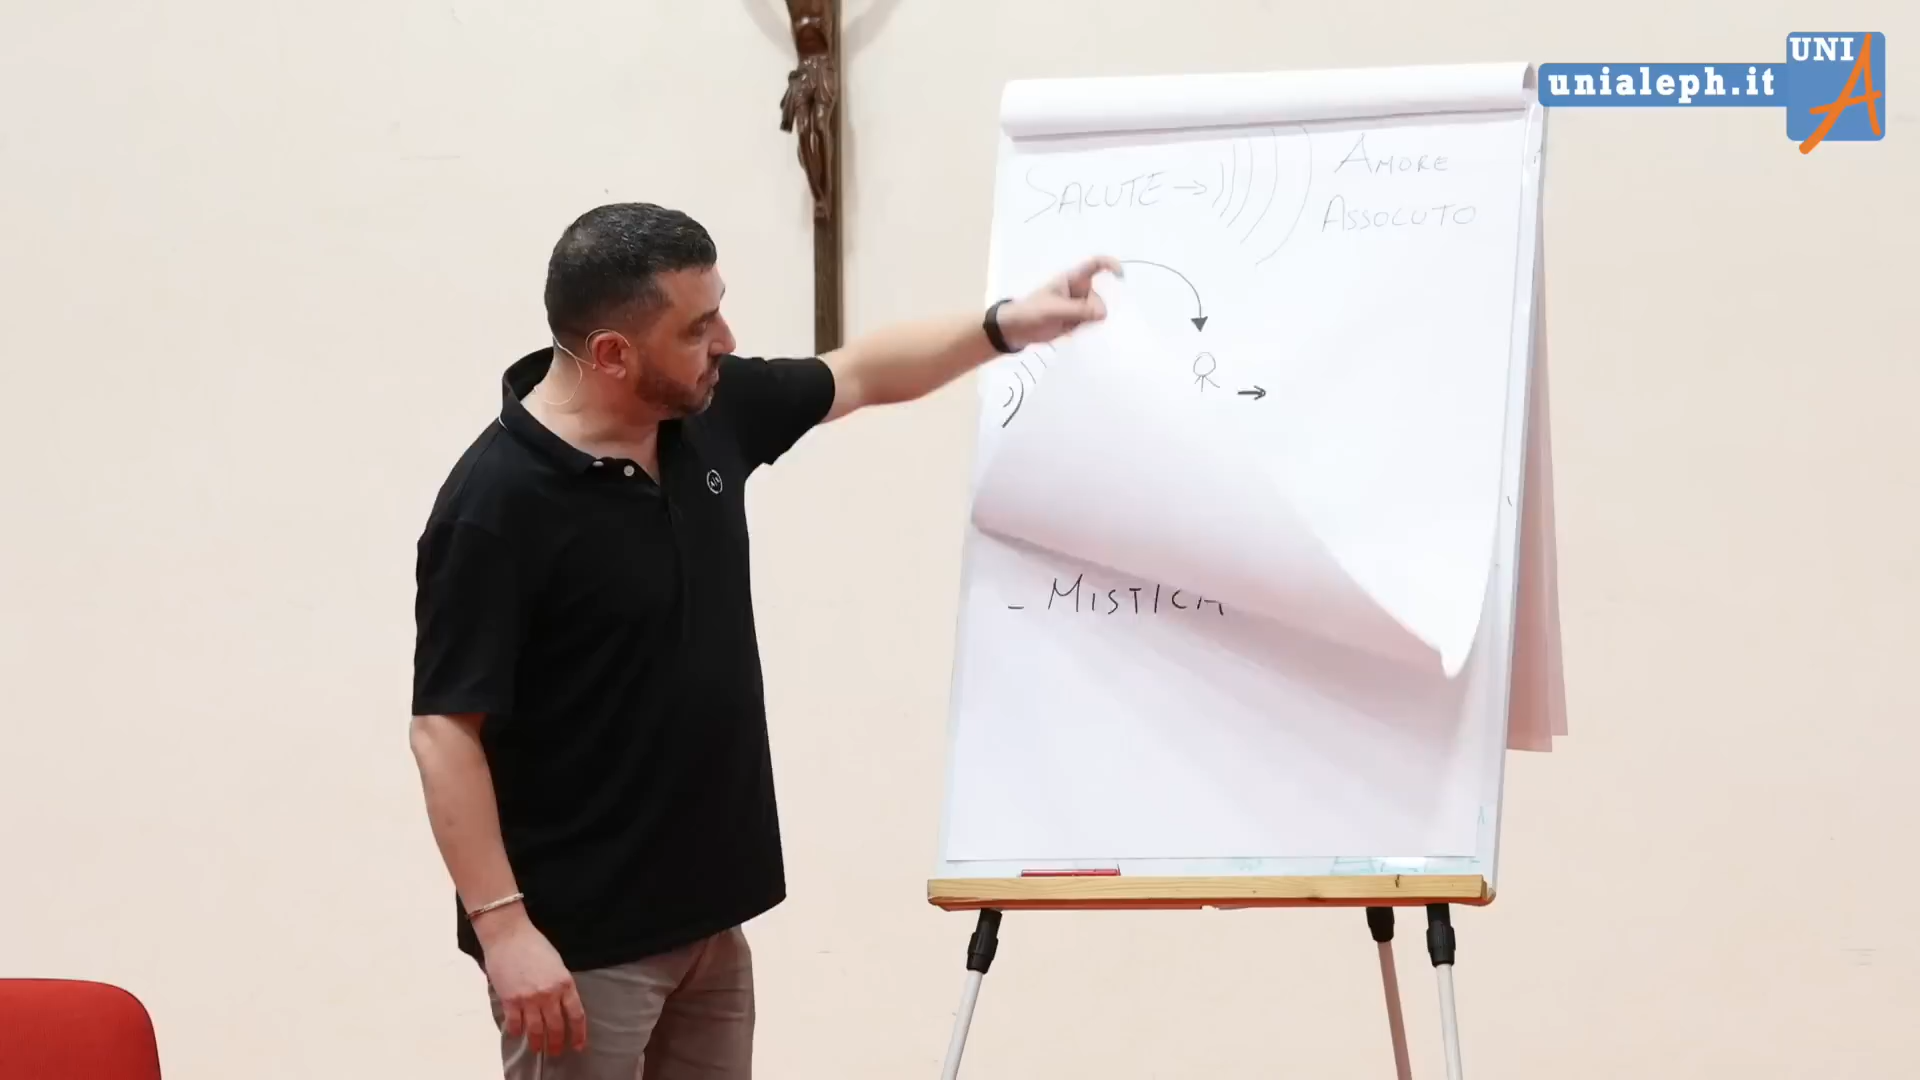 UNI
unialeph.it
SALUTE → AMORE
ASSOLUTO
- MISTICA